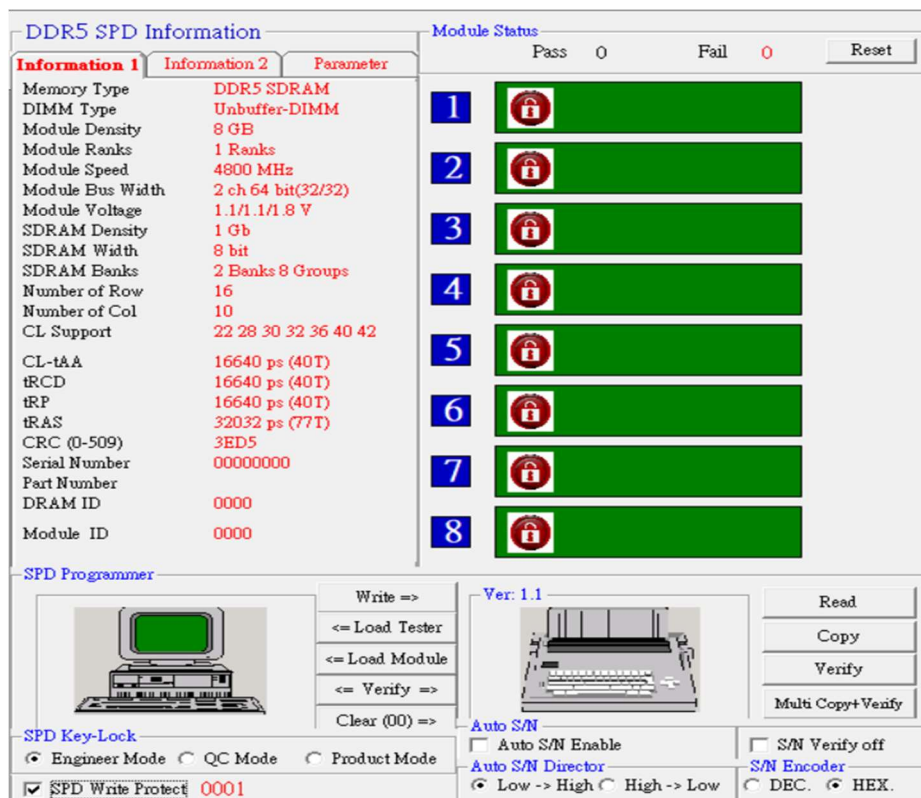 DDR5 SPD Information
Information 1 Information 2 Parameter
Memory Type DDR5 SDRAM
DIMM Type Unbuffer-DIMM
Module Density 8 GB
Module Ranks 1 Ranks
Module Speed 4800 MHz
Module Bus Width 2 ch 64 bit(32/32)
Module Voltage 1.1/1.1/1.8 V
SDRAM Density 1 Gb
SDRAM Width 8 bit
SDRAM Banks 2 Banks 8 Groups
Number of Row 16
Number of Col 10
CL Support 22 28 30 32 36 40 42
CL-tAA 16640 ps (40T)
tRCD 16640 ps (40T)
tRP 16640 ps (40T)
tRAS 32032 ps (77T)
CRC (0-509) 3ED5
Serial Number 00000000
Part Number
DRAM ID 0000
Module ID 0000
Module Status
Pass 0 Fail 0 Reset
1
2
3
4
5
6
7
8
SPD Programmer
Write =>
<= Load Tester
<= Load Module
<= Verify =>
Clear (00) =>
Ver: 1.1
Read
Copy
Verify
Multi Copy+Verify
SPD Key-Lock
Engineer Mode QC Mode Product Mode
SPD Write Protect 0001
Auto S/N
Auto S/N Enable S/N Verify off
Auto S/N Director S/N Encoder
Low -> High High -> Low DEC. HEX.